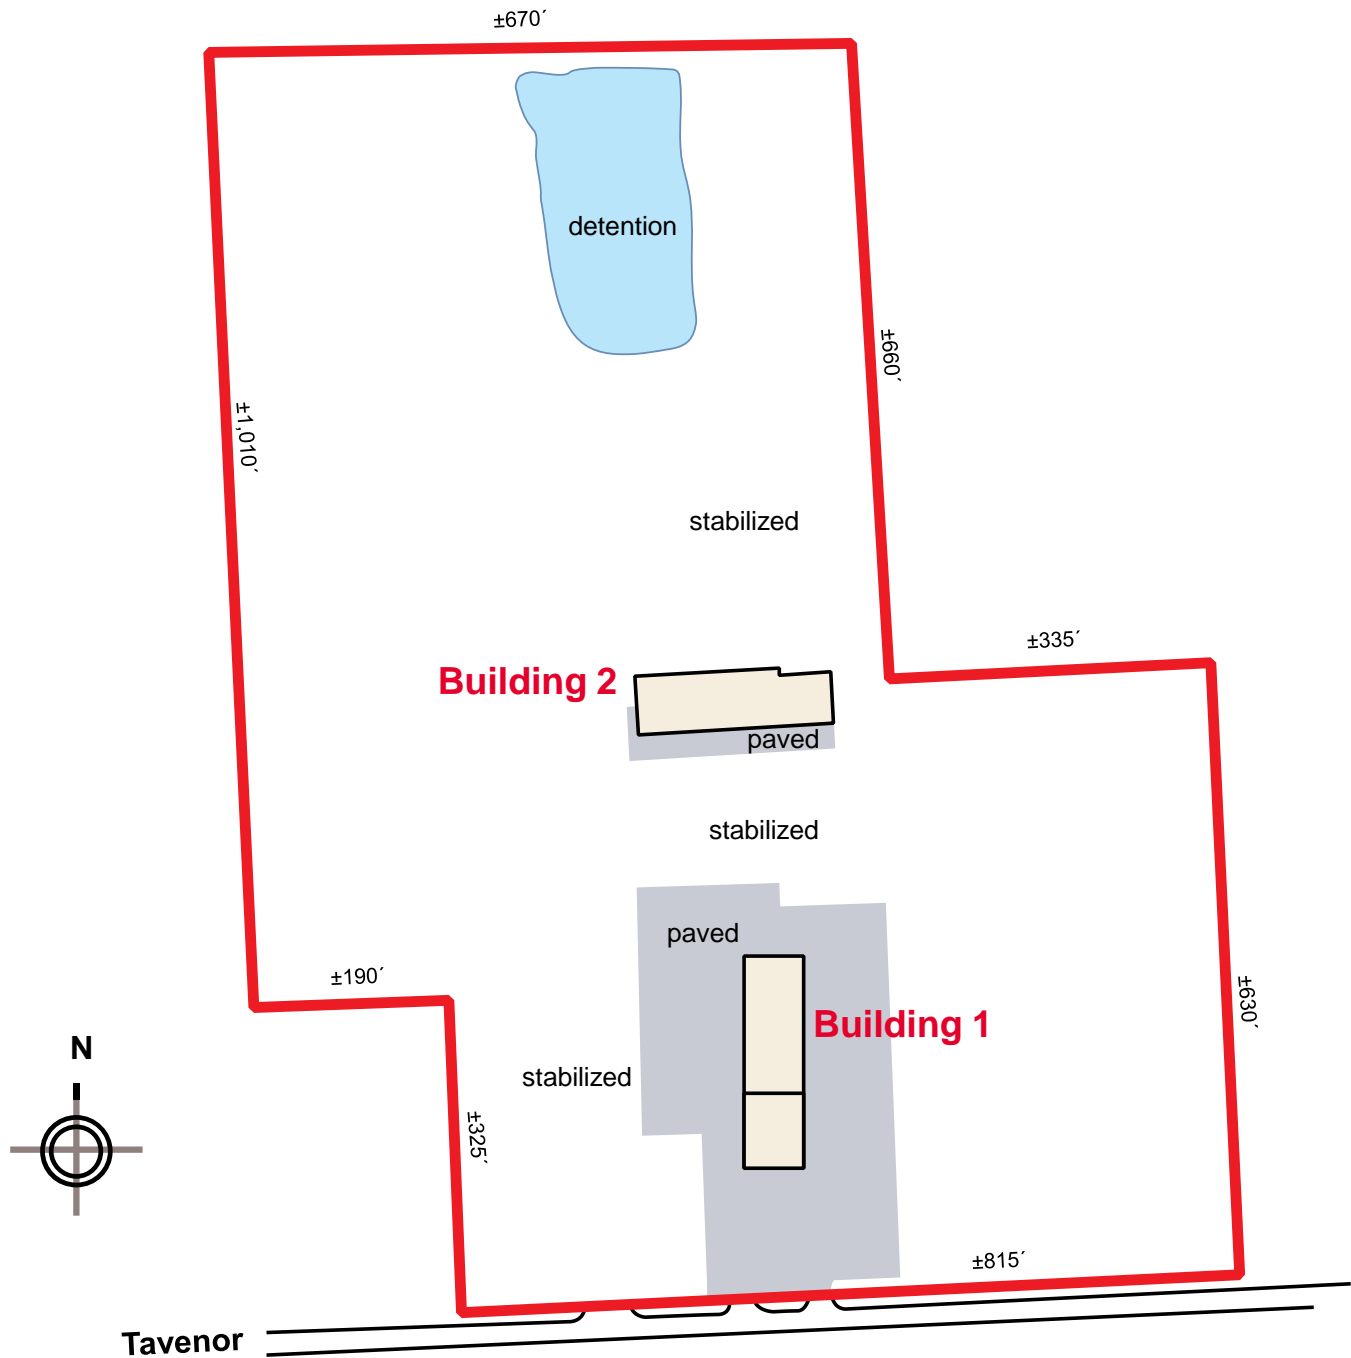 ±670´
detention
±660´
±1,010´
stabilized
±335´
Building 2
paved
stabilized
paved
±190´
±630´
Building 1
N
stabilized
±325´
±815´
Tavenor